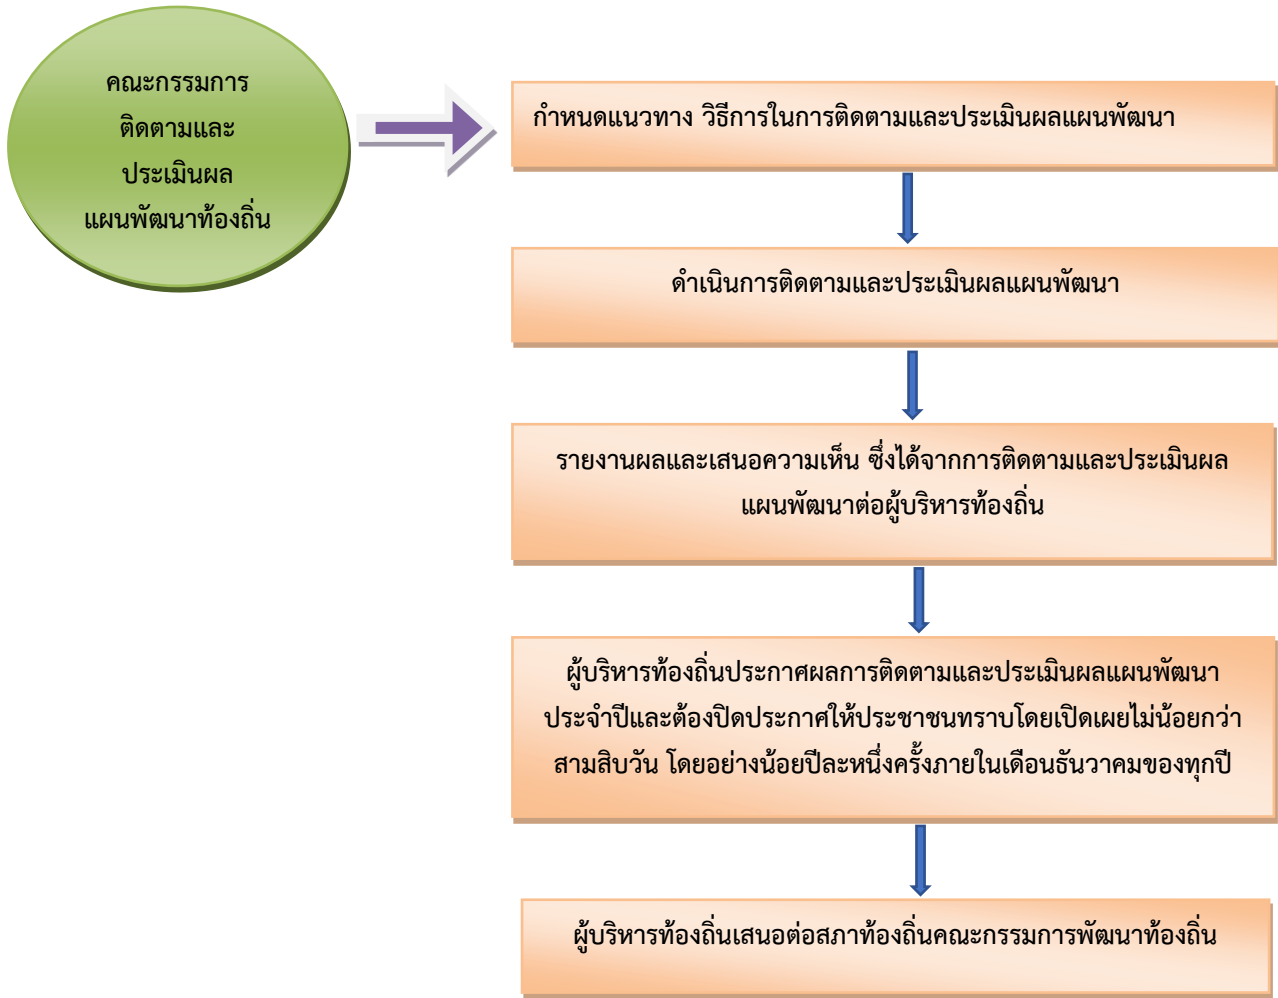 คณะกรรมการ
ติดตามและ
ประเมินผล
แผนพัฒนาท้องถิ่น
กำหนดแนวทาง วิธีการในการติดตามและประเมินผลแผนพัฒนา
ดำเนินการติดตามและประเมินผลแผนพัฒนา
รายงานผลและเสนอความเห็น ซึ่งได้จากการติดตามและประเมินผล
แผนพัฒนาต่อผู้บริหารท้องถิ่น
ผู้บริหารท้องถิ่นประกาศผลการติดตามและประเมินผลแผนพัฒนา
ประจำปีและต้องปิดประกาศให้ประชาชนทราบโดยเปิดเผยไม่น้อยกว่า
สามสิบวัน โดยอย่างน้อยปีละหนึ่งครั้งภายในเดือนธันวาคมของทุกปี
ผู้บริหารท้องถิ่นเสนอต่อสภาท้องถิ่นคณะกรรมการพัฒนาท้องถิ่น